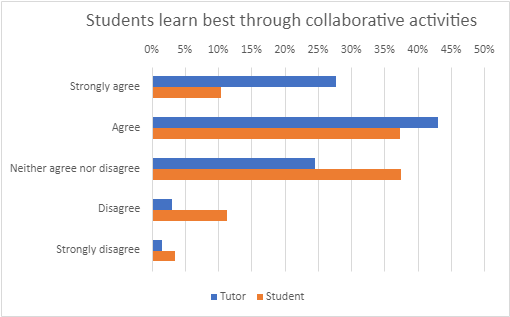 Students learn best through collaborative activities
0% 5% 10% 15% 20% 25% 30% 35% 40% 45% 50%
Strongly agree
Agree
Neither agree nor disagree
Disagree
Strongly disagree
Tutor Student